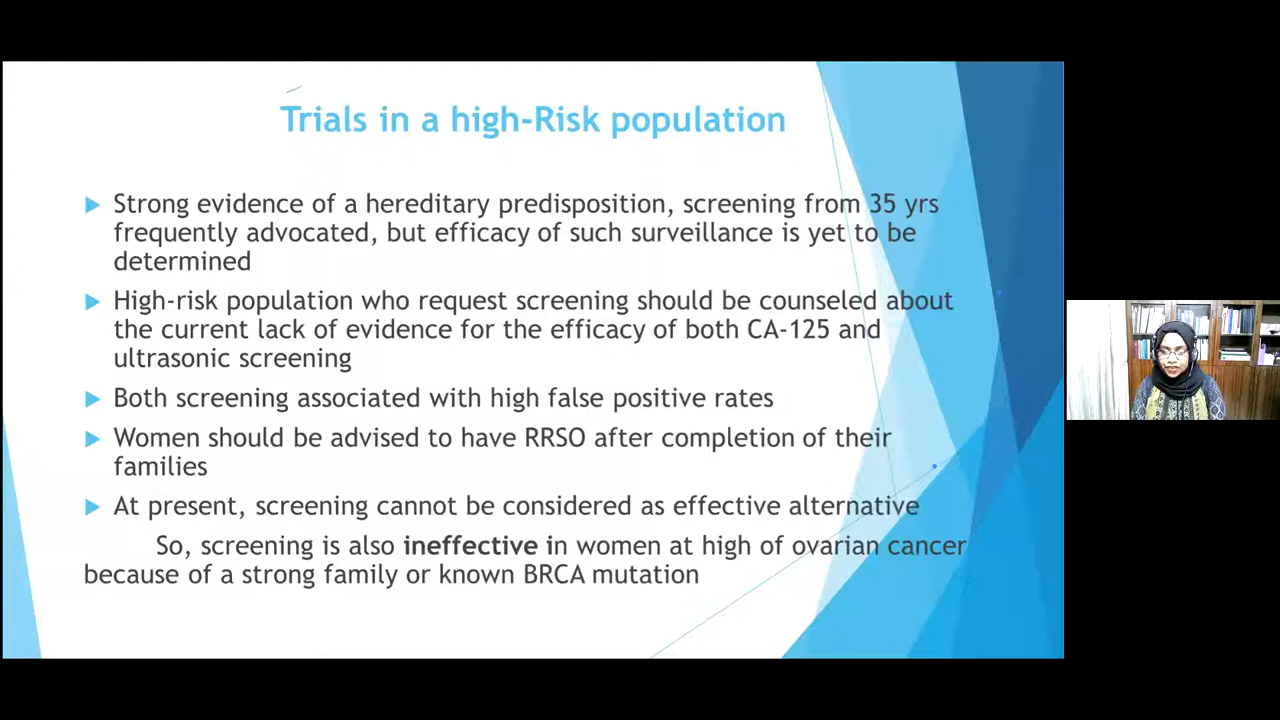 Trials in a high-Risk population
Strong evidence of a hereditary predisposition, screening from 35 yrs
frequently advocated, but efficacy of such surveillance is yet to be
determined
High-risk population who request screening should be counseled about
the current lack of evidence for the efficacy of both CA-125 and
ultrasonic screening
Both screening associated with high false positive rates
Women should be advised to have RRSO after completion of their
families
At present, screening cannot be considered as effective alternative
So, screening is also ineffective in women at high of ovarian cancer
because of a strong family or known BRCA mutation